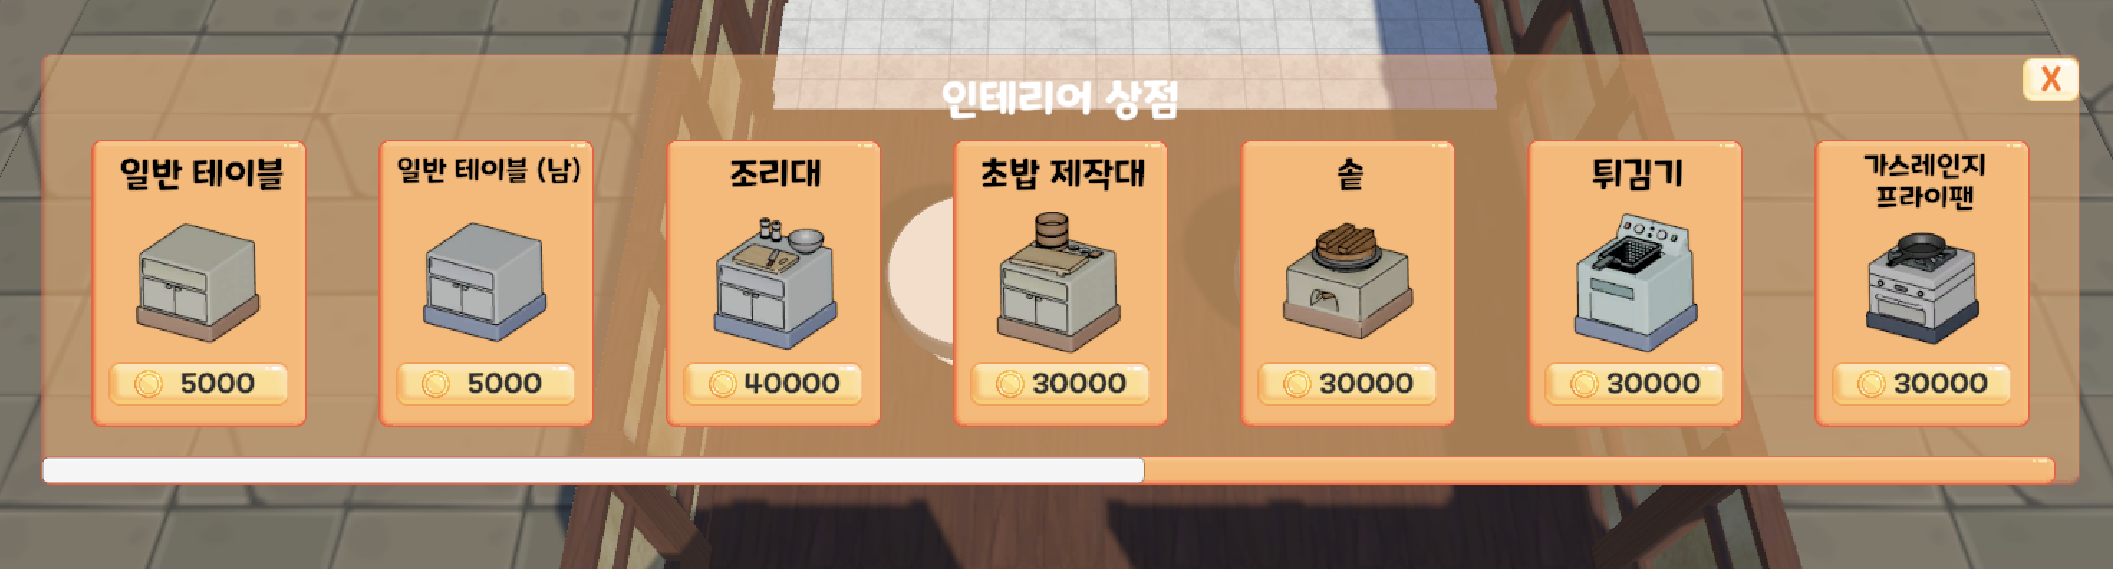 인테리어 상점
X
일반 테이블
일반 테이블 (남)
조리대
초밥 제작대
솥
튀김기
가스레인지
프라이팬
5000
5000
40000
30000
30000
30000
30000